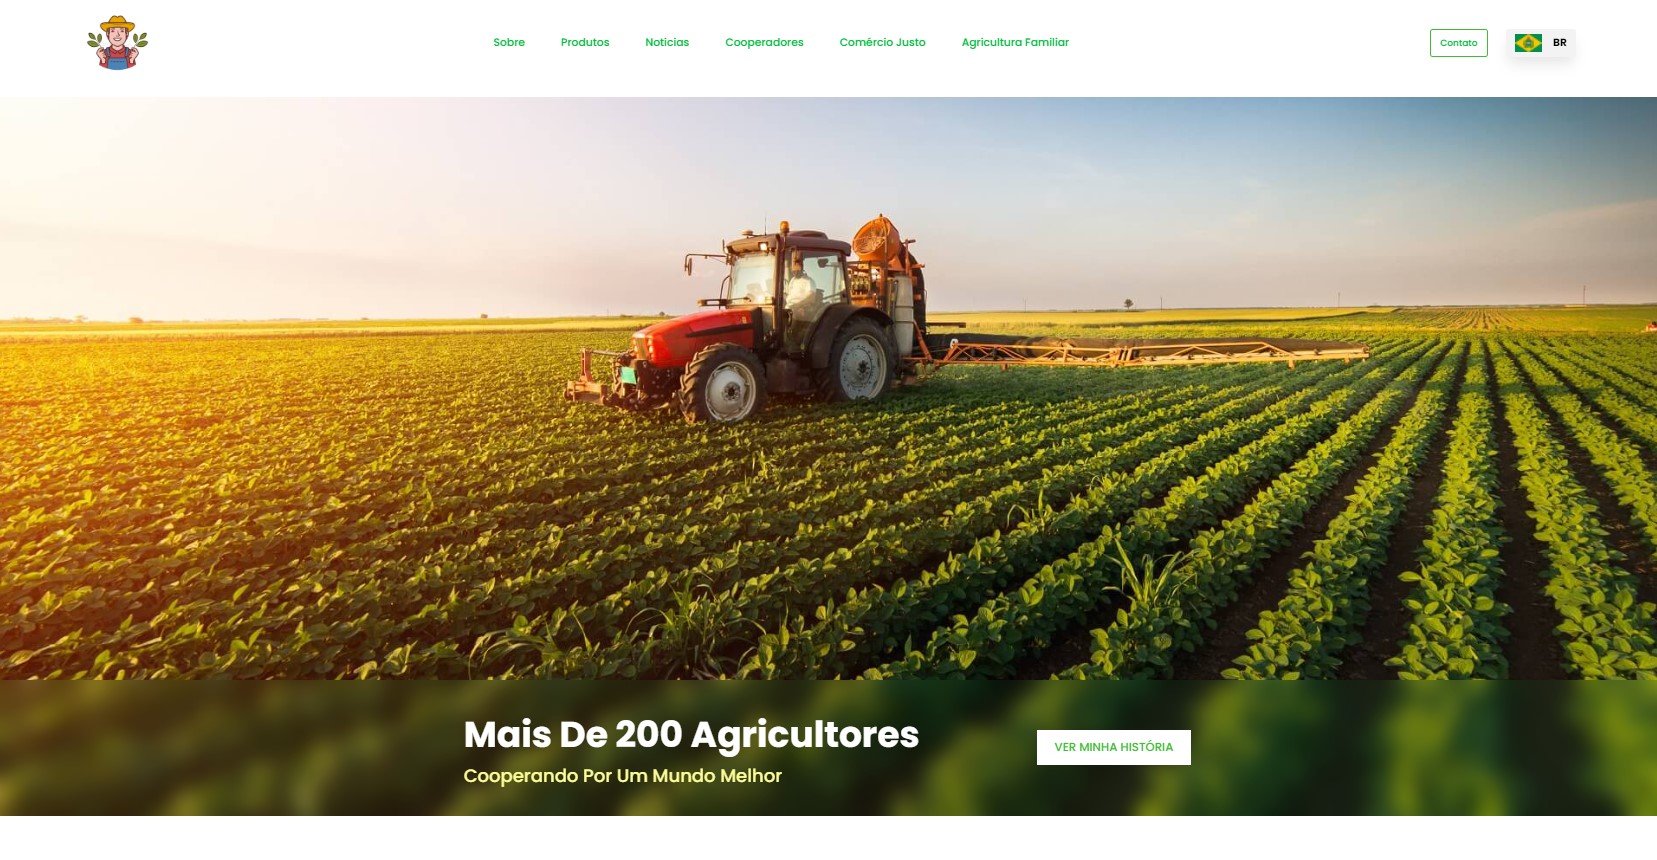 Sobre
Produtos
Noticias
Cooperadores
Comércio Justo
Agricultura Familiar
Contato
BR
Mais De 200 Agricultores
Cooperando Por Um Mundo Melhor
VER MINHA HISTÓRIA